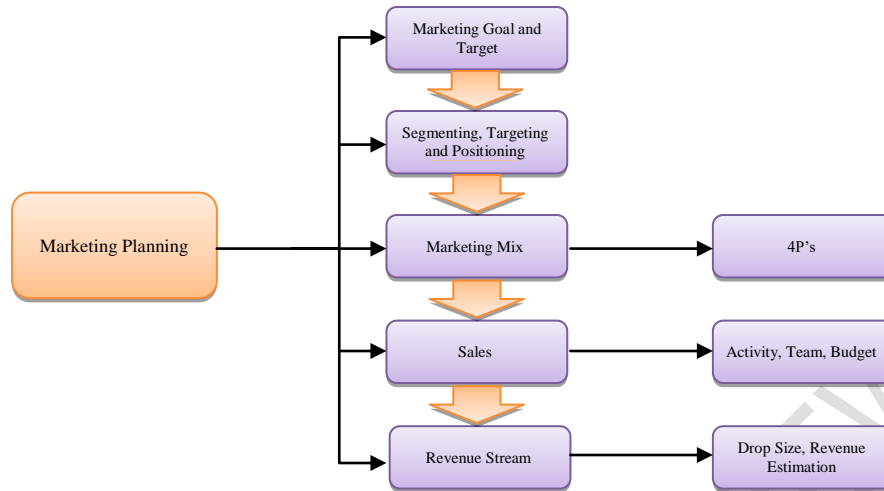 Marketing Goal and
Target
Segmenting, Targeting
and Positioning
Marketing Planning
Marketing Mix
4P's
Sales
Activity, Team, Budget
Revenue Stream
Drop Size, Revenue
Estimation